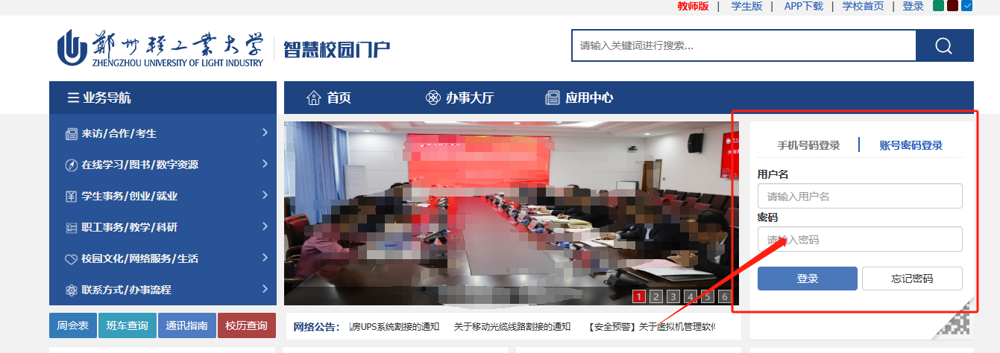 教师版 | 学生版 | APP下载 | 学校首页 | 登录
郑州轻工业大学
ZHENGZHOU UNIVERSITY OF LIGHT INDUSTRY
智慧校园门户
请输入关键词进行搜索...
业务导航
首页
办事大厅
应用中心
来访/合作/考生
在线学习/图书/数字资源
学生事务/创业/就业
职工事务/教学/科研
校园文化/网络服务/生活
联系方式/办事流程
1 2 3 4 5 6
手机号码登录
账号密码登录
用户名
请输入用户名
密码
请输入密码
登录
忘记密码
周会表
班车查询
通讯指南
校历查询
网络公告:
房UPS系统割接的通知
关于移动光缆线路割接的通知
【安全预警】关于虚拟机管理软件